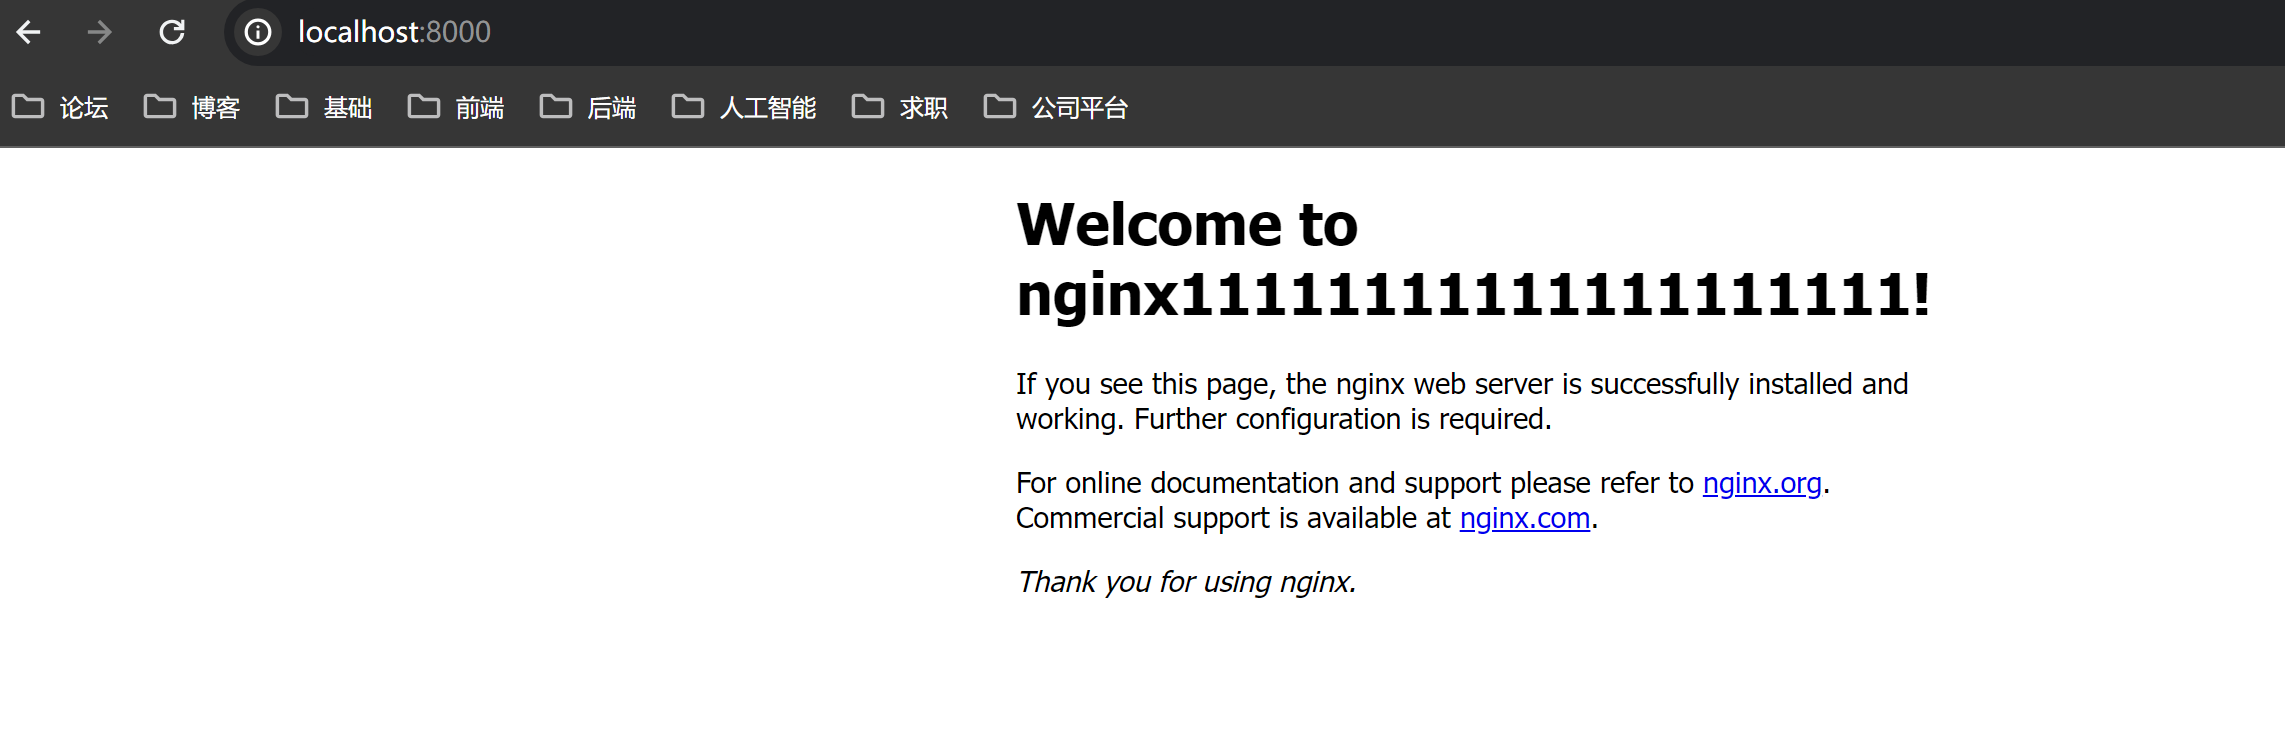 localhost:8000
论坛 博客 基础 前端 后端 人工智能 求职 公司平台
Welcome to
nginx11111111111111111111!
If you see this page, the nginx web server is successfully installed and
working. Further configuration is required.
For online documentation and support please refer to nginx.org.
Commercial support is available at nginx.com.
Thank you for using nginx.